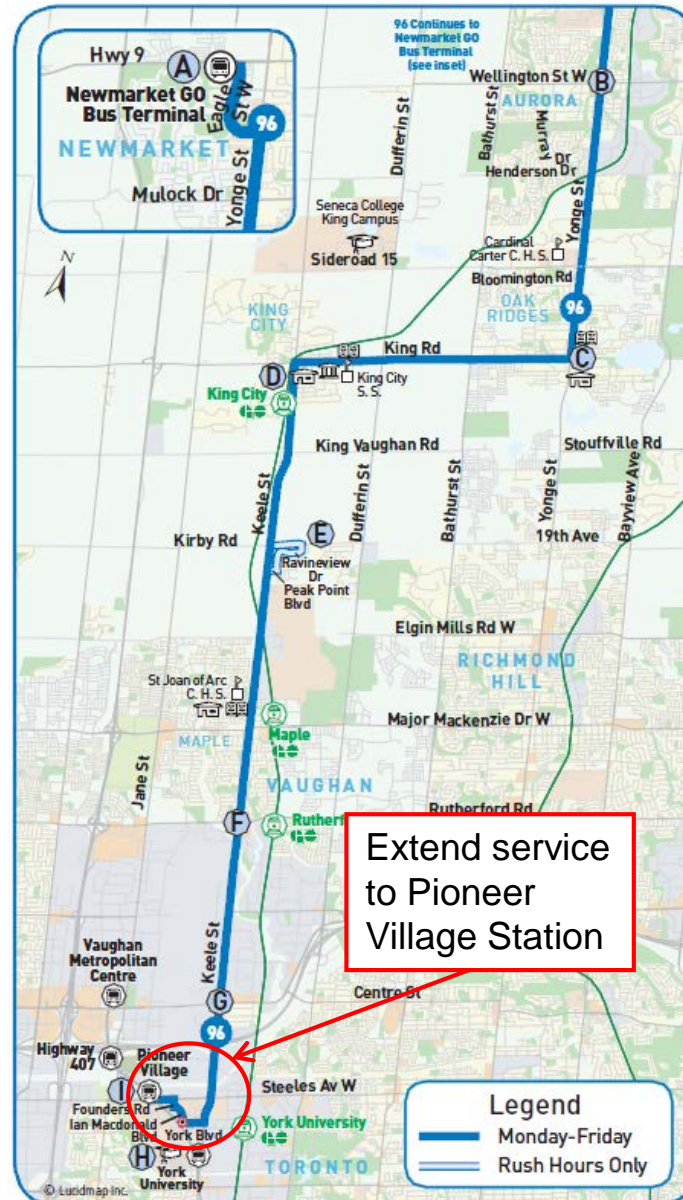 Hwy 9
A
Newmarket GO
Bus Terminal
Eagle
St W
96
NEWMARKET
Yonge St
Mulock Dr
96 Continues to
Newmarket GO
Bus Terminal
(see inset)
Wellington St W
B
AURORA
Dufferin St
Bathurst St
Murray
Dr
Henderson Dr
Yonge St
Seneca College
King Campus
Sideroad 15
Cardinal
Carter C. H. S.
Bloomington Rd
N
KING
CITY
OAK
RIDGES
96
King Rd
C
D
King City
S. S.
King City
King Vaughan Rd
Stouffville Rd
Keele St
Dufferin St
Bathurst St
Yonge St
Bayview Ave
Kirby Rd
E
19th Ave
Ravineview
Dr
Peak Point
Blvd
Elgin Mills Rd W
RICHMOND
HILL
St Joan of Arc
C. H. S.
Major Mackenzie Dr W
MAPLE
Maple
Jane St
VAUGHAN
Rutherford Rd
F
Rutherf
Extend service
to Pioneer
Village Station
Vaughan
Metropolitan
Centre
Keele St
G
Centre St
96
Highway
407
Pioneer
Village
I
Steeles Av W
Founders Rd
Ian Macdonald
Blvd
York Blvd
York University
H
York
University
TORONTO
Legend
Monday-Friday
Rush Hours Only
© Lucidmap Inc.